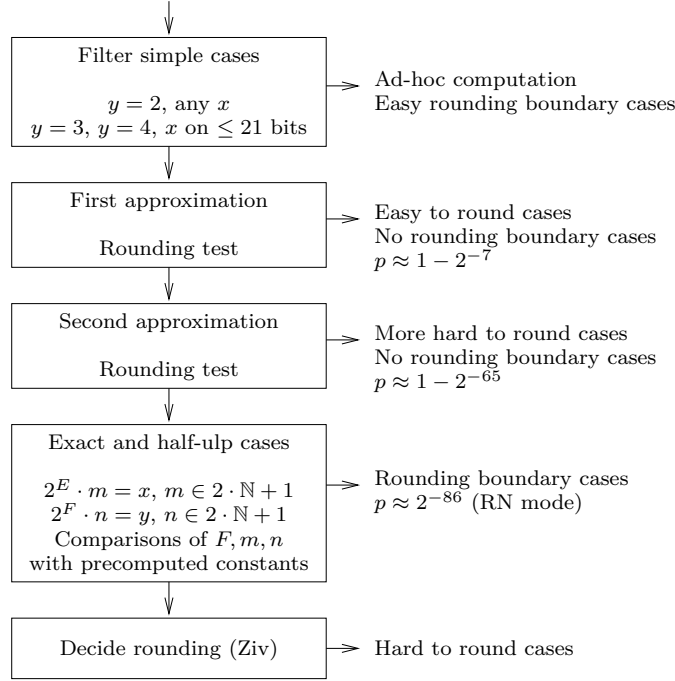 Filter simple cases
y = 2, any x
y = 3, y = 4, x on ≤ 21 bits
Ad-hoc computation
Easy rounding boundary cases
First approximation
Rounding test
Easy to round cases
No rounding boundary cases
p ≈ 1 − 2^{−7}
Second approximation
Rounding test
More hard to round cases
No rounding boundary cases
p ≈ 1 − 2^{−65}
Exact and half-ulp cases
2^E · m = x, m ∈ 2 · ℕ + 1
2^F · n = y, n ∈ 2 · ℕ + 1
Comparisons of F, m, n
with precomputed constants
Rounding boundary cases
p ≈ 2^{−86} (RN mode)
Decide rounding (Ziv)
Hard to round cases